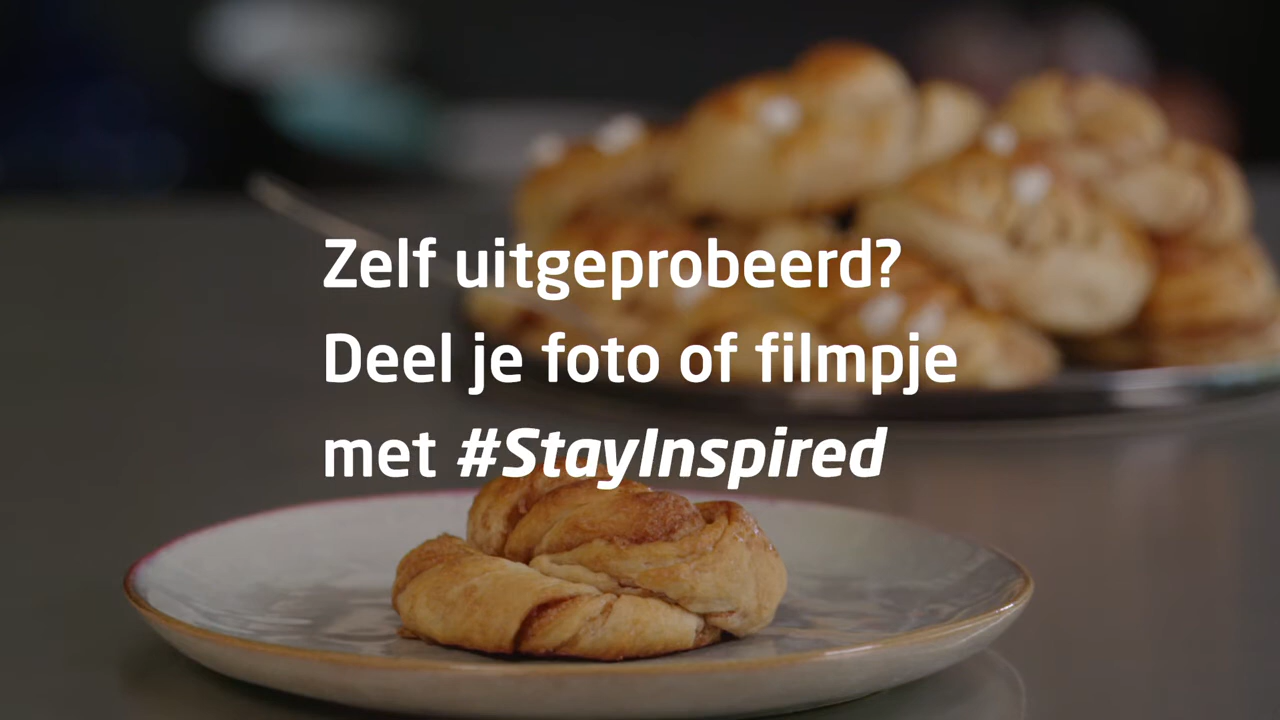 Zelf uitgeprobeerd?
Deel je foto of filmpje
met #StayInspired